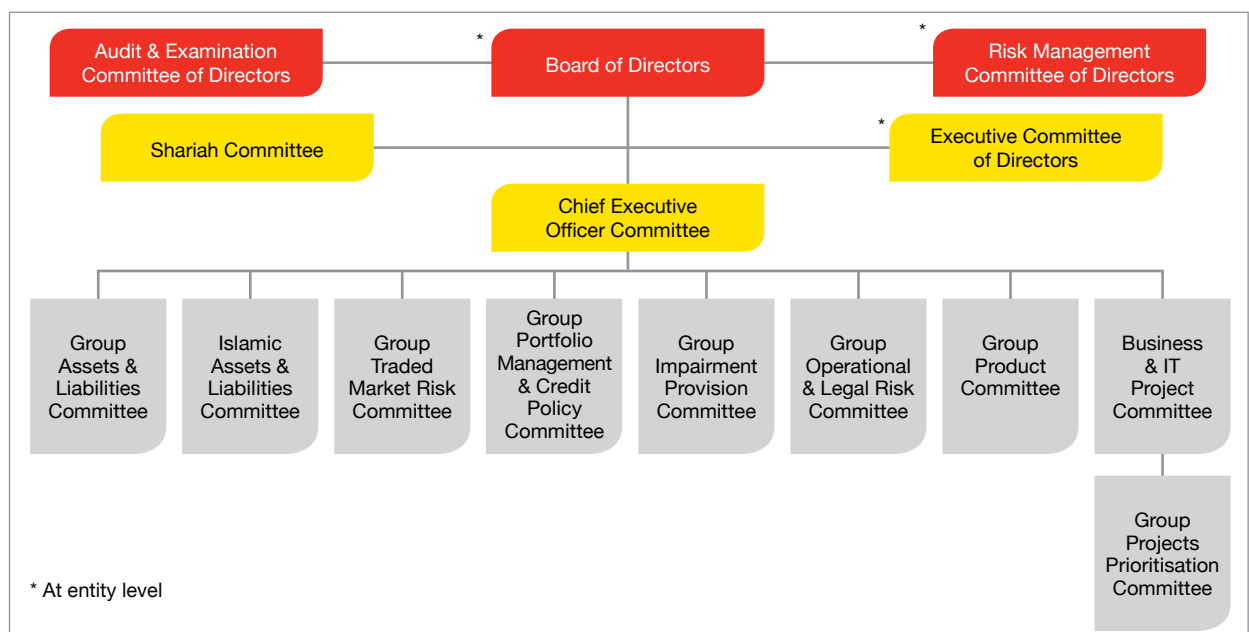 Audit & Examination
Committee of Directors
*
Board of Directors
*
Risk Management
Committee of Directors
Shariah Committee
*
Executive Committee
of Directors
Chief Executive
Officer Committee
Group
Assets &
Liabilities
Committee
Islamic
Assets &
Liabilities
Committee
Group
Traded
Market Risk
Committee
Group
Portfolio
Management
& Credit
Policy
Committee
Group
Impairment
Provision
Committee
Group
Operational
& Legal Risk
Committee
Group
Product
Committee
Business
& IT
Project
Committee
Group
Projects
Prioritisation
Committee
* At entity level